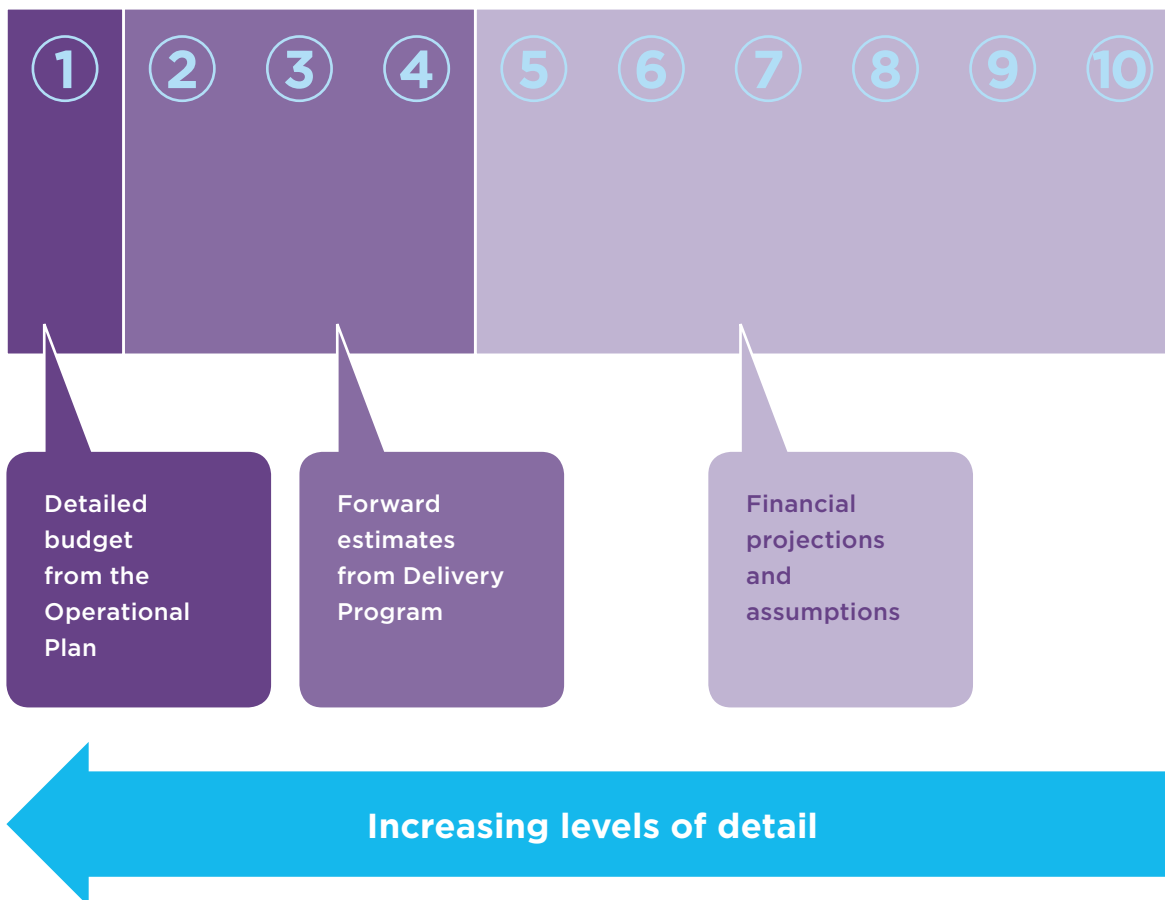 1 2 3 4 5 6 7 8 9 10
Detailed
budget
from the
Operational
Plan
Forward
estimates
from Delivery
Program
Financial
projections
and
assumptions
Increasing levels of detail